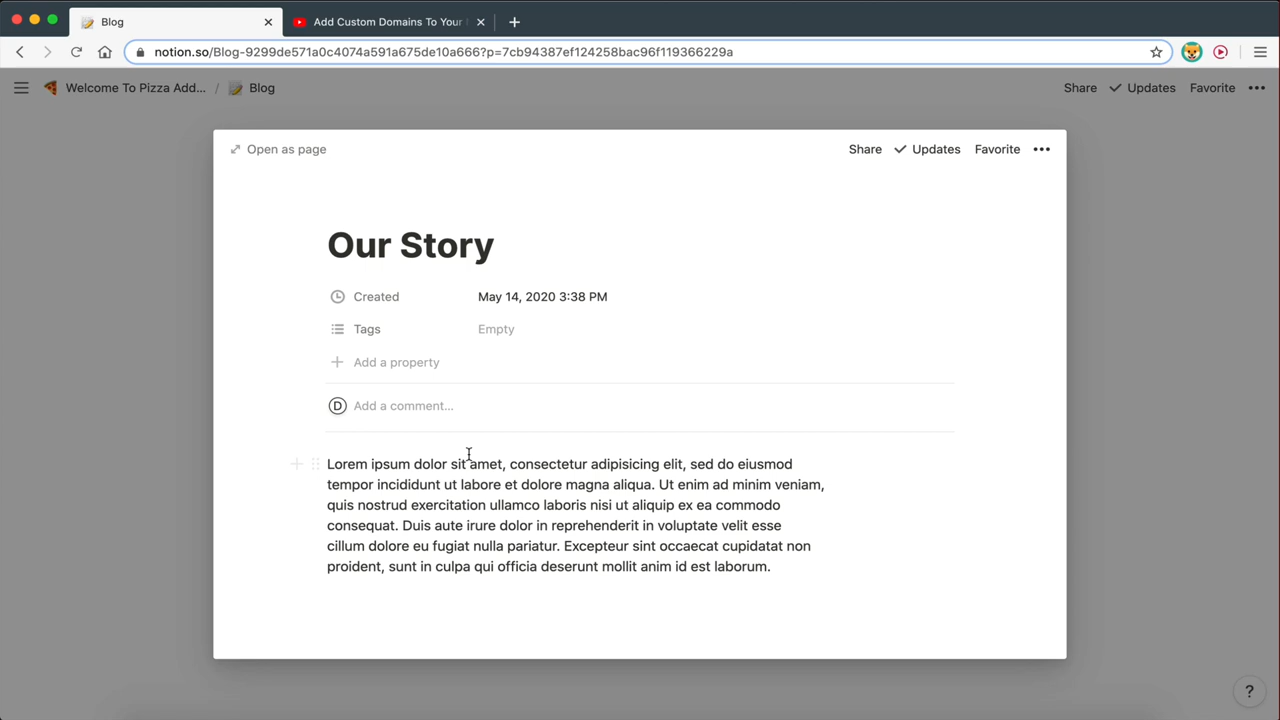 Blog
Add Custom Domains To Your
notion.so/Blog-9299de571a0c4074a591a675de10a666?p=7cb94387ef124258bac96f119366229a
Welcome To Pizza Add... / Blog
Share Updates Favorite
Open as page
Share Updates Favorite
Our Story
Created May 14, 2020 3:38 PM
Tags Empty
Add a property
D Add a comment...
Lorem ipsum dolor sit amet, consectetur adipisicing elit, sed do eiusmod
tempor incididunt ut labore et dolore magna aliqua. Ut enim ad minim veniam,
quis nostrud exercitation ullamco laboris nisi ut aliquip ex ea commodo
consequat. Duis aute irure dolor in reprehenderit in voluptate velit esse
cillum dolore eu fugiat nulla pariatur. Excepteur sint occaecat cupidatat non
proident, sunt in culpa qui officia deserunt mollit anim id est laborum.
?